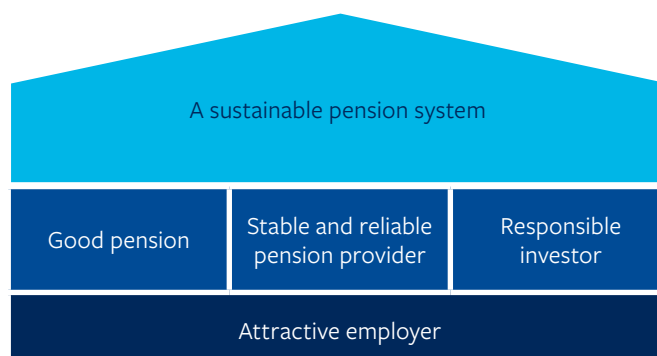 A sustainable pension system
Good pension
Stable and reliable
pension provider
Responsible
investor
Attractive employer